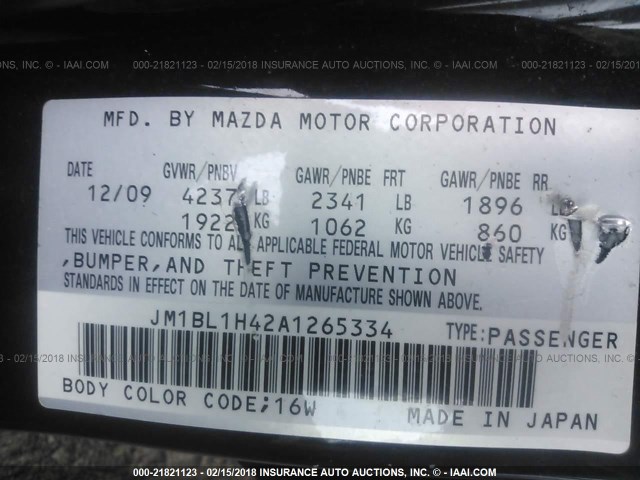 000-21821123 - 02/15/2018 INSURANCE AUTO AUCTIONS, INC. - © IAAI.COM
MFD. BY MAZDA MOTOR CORPORATION
DATE GVWR/PNBV GAWR/PNBE FRT GAWR/PNBE RR
12/09 4237 LB 2341 LB 1896 LB
1922 KG 1062 KG 860 KG
THIS VEHICLE CONFORMS TO ALL APPLICABLE FEDERAL MOTOR VEHICLE SAFETY
,BUMPER,AND THEFT PREVENTION
STANDARDS IN EFFECT ON THE DATE OF MANUFACTURE SHOWN ABOVE.
JM1BL1H42A1265334 TYPE:PASSENGER
000-21821123 - 02/15/2018 INSURANCE AUTO AUCTIONS, INC. - © IAAI.COM
BODY COLOR CODE;16W MADE IN JAPAN
000-21821123 - 02/15/2018 INSURANCE AUTO AUCTIONS, INC. - © IAAI.COM